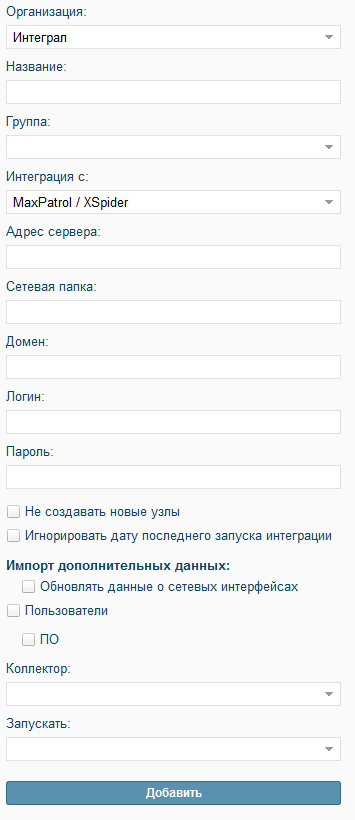 Организация:
Интеграл
Название:
Группа:
Интеграция с:
MaxPatrol / XSpider
Адрес сервера:
Сетевая папка:
Домен:
Логин:
Пароль:
Не создавать новые узлы
Игнорировать дату последнего запуска интеграции
Импорт дополнительных данных:
Обновлять данные о сетевых интерфейсах
Пользователи
ПО
Коллектор:
Запускать:
Добавить